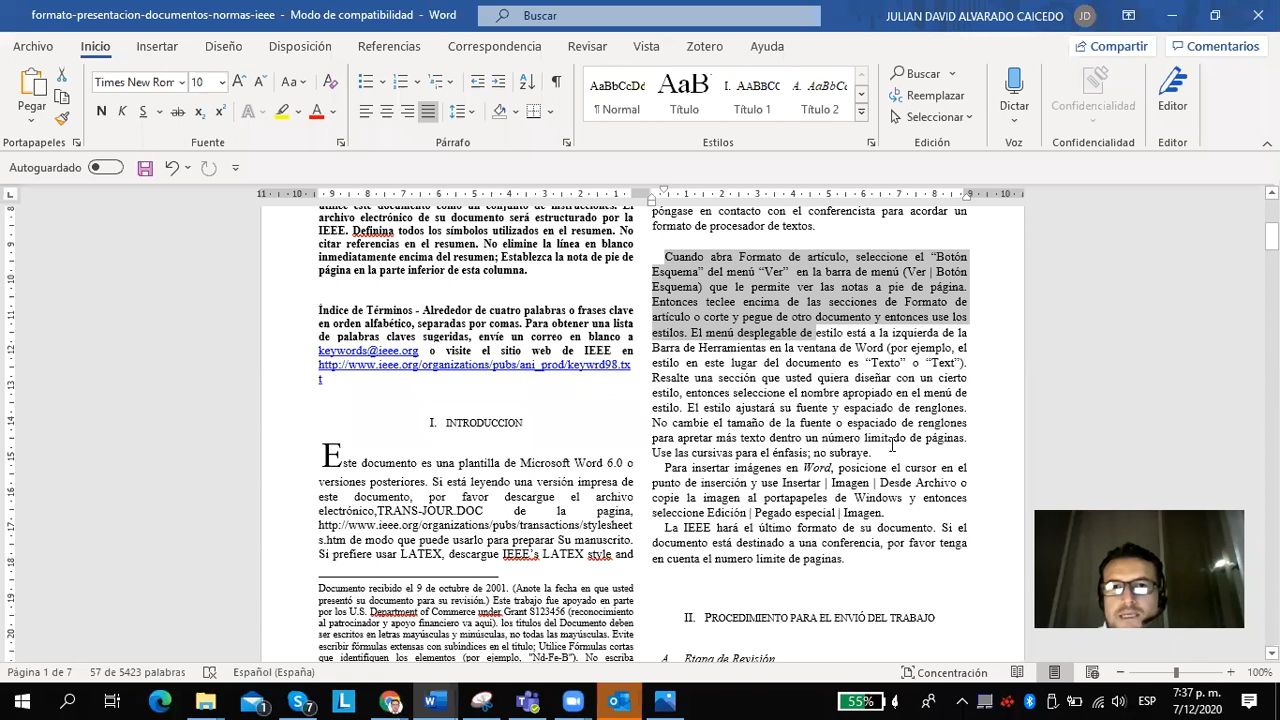 formato-presentacion-documentos-normas-ieee - Modo de compatibilidad - Word
Buscar
JULIAN DAVID ALVARADO CAICEDO
JD
Archivo
Inicio
Insertar
Diseño
Disposición
Referencias
Correspondencia
Revisar
Vista
Zotero
Ayuda
Compartir
Comentarios
Pegar
Times New Rom
10
N K S ab x₂ x²
AaBbCcDd
¶ Normal
AaB
Título
I. AABBCC
Título 1
A. AaBbC
Título 2
Buscar
Reemplazar
Seleccionar
Dictar
Confidencialidad
Editor
Portapapeles
Fuente
Párrafo
Estilos
Edición
Voz
Confidencialidad
Editor
Autoguardado
utilice este documento como un conjunto de instrucciones. El
archivo electrónico de su documento será estructurado por la
IEEE. Definina todos los símbolos utilizados en el resumen. No
citar referencias en el resumen. No elimine la línea en blanco
inmediatamente encima del resumen; Establezca la nota de pie de
página en la parte inferior de esta columna.
Índice de Términos - Alrededor de cuatro palabras o frases clave
en orden alfabético, separadas por comas. Para obtener una lista
de palabras claves sugeridas, envíe un correo en blanco a
keywords@ieee.org o visite el sitio web de IEEE en
http://www.ieee.org/organizations/pubs/ani_prod/keywrd98.tx
t
I. INTRODUCCION
Este documento es una plantilla de Microsoft Word 6.0 o
versiones posteriores. Si está leyendo una versión impresa de
este documento, por favor descargue el archivo
electrónico,TRANS-JOUR.DOC de la pagina,
http://www.ieee.org/organizations/pubs/transactions/stylesheet
s.htm de modo que puede usarlo para preparar Su manuscrito.
Si prefiere usar LATEX, descargue IEEE's LATEX style and
Documento recibido el 9 de octubre de 2001. (Anote la fecha en que usted
presentó su documento para su revisión.) Este trabajo fue apoyado en parte
por los U.S. Department of Commerce under Grant S123456 (reconocimiento
al patrocinador y apoyo financiero va aquí). los títulos del Documento deben
ser escritos en letras mayúsculas y minúsculas, no todas las mayúsculas. Evite
escribir fórmulas extensas con subíndices en el título; Utilice Fórmulas cortas
que identifiquen los elementos (por ejemplo, "Nd-Fe-B"). No escriba
póngase en contacto con el conferencista para acordar un
formato de procesador de textos.
Cuando abra Formato de artículo, seleccione el “Botón
Esquema” del menú “Ver” en la barra de menú (Ver | Botón
Esquema) que le permite ver las notas a pie de página.
Entonces teclee encima de las secciones de Formato de
artículo o corte y pegue de otro documento y entonces use los
estilos. El menú desplegable de estilo está a la izquierda de la
Barra de Herramientas en la ventana de Word (por ejemplo, el
estilo en este lugar del documento es “Texto” o “Text”).
Resalte una sección que usted quiera diseñar con un cierto
estilo, entonces seleccione el nombre apropiado en el menú de
estilo. El estilo ajustará su fuente y espaciado de renglones.
No cambie el tamaño de la fuente o espaciado de renglones
para apretar más texto dentro un número limitado de páginas.
Use las cursivas para el énfasis; no subraye.
Para insertar imágenes en Word, posicione el cursor en el
punto de inserción y use Insertar | Imagen | Desde Archivo o
copie la imagen al portapapeles de Windows y entonces
seleccione Edición | Pegado especial | Imagen.
La IEEE hará el último formato de su documento. Si el
documento está destinado a una conferencia, por favor tenga
en cuenta el numero limite de paginas.
II. PROCEDIMIENTO PARA EL ENVIÓ DEL TRABAJO
A. Etapa de Revisión
Página 1 de 7
57 de 5423 palabras
Español (España)
Concentración
100%
55%
ESP
7:37 p. m.
7/12/2020